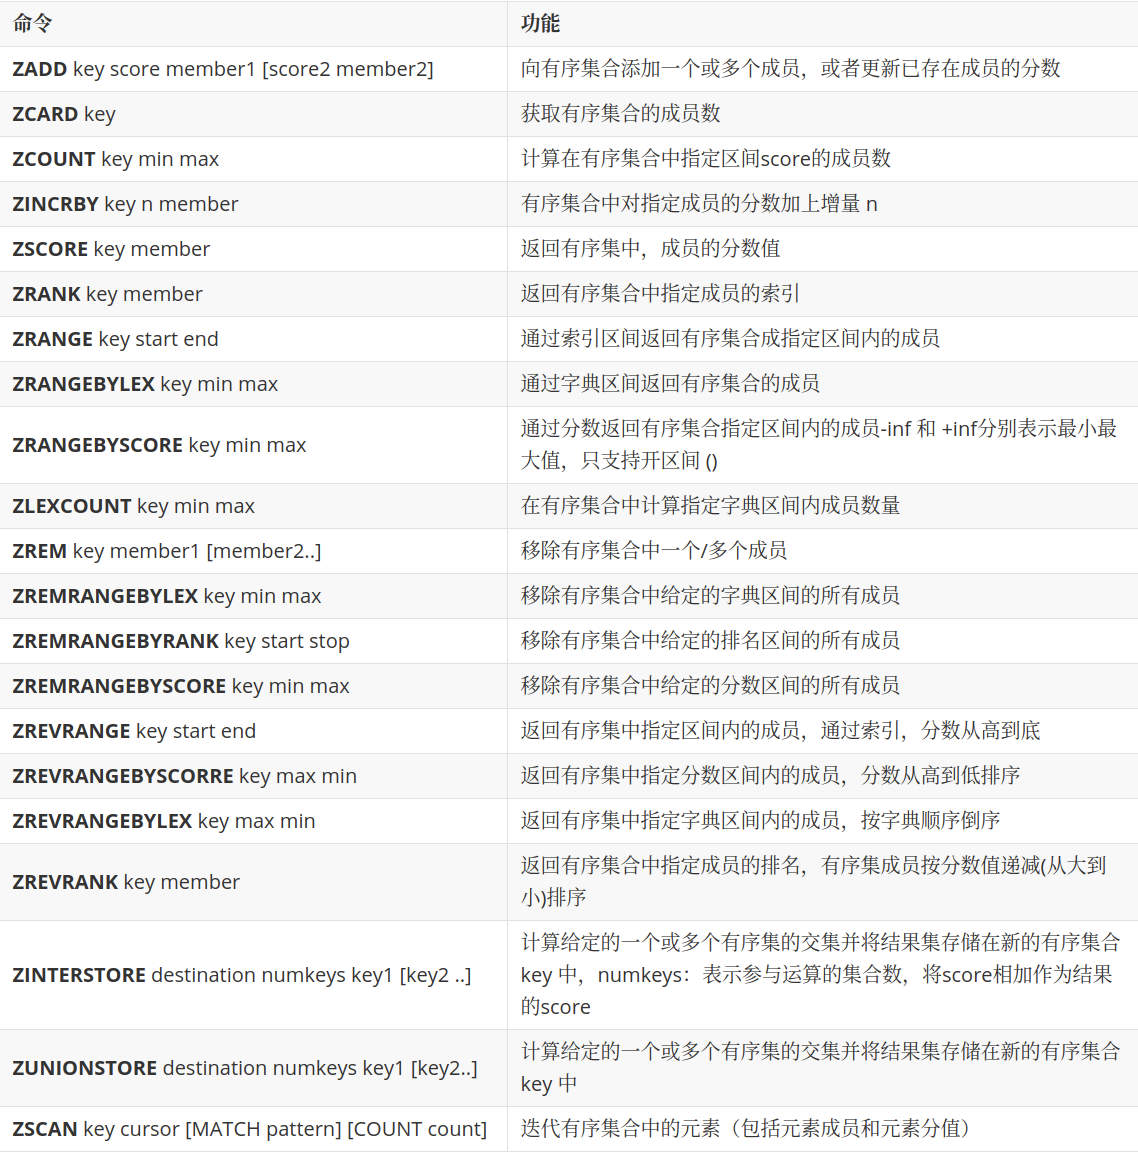 命令 功能
ZADD key score member1 [score2 member2] 向有序集合添加一个或多个成员，或者更新已存在成员的分数
ZCARD key 获取有序集合的成员数
ZCOUNT key min max 计算在有序集合中指定区间score的成员数
ZINCRBY key n member 有序集合中对指定成员的分数加上增量 n
ZSCORE key member 返回有序集中，成员的分数值
ZRANK key member 返回有序集合中指定成员的索引
ZRANGE key start end 通过索引区间返回有序集合成指定区间内的成员
ZRANGEBYLEX key min max 通过字典区间返回有序集合的成员
ZRANGEBYSCORE key min max 通过分数返回有序集合指定区间内的成员-inf 和 +inf分别表示最小最
大值，只支持开区间 ()
ZLEXCOUNT key min max 在有序集合中计算指定字典区间内成员数量
ZREM key member1 [member2..] 移除有序集合中一个/多个成员
ZREMRANGEBYLEX key min max 移除有序集合中给定的字典区间的所有成员
ZREMRANGEBYRANK key start stop 移除有序集合中给定的排名区间的所有成员
ZREMRANGEBYSCORE key min max 移除有序集合中给定的分数区间的所有成员
ZREVRANGE key start end 返回有序集中指定区间内的成员，通过索引，分数从高到底
ZREVRANGEBYSCORRE key max min 返回有序集中指定分数区间内的成员，分数从高到低排序
ZREVRANGEBYLEX key max min 返回有序集中指定字典区间内的成员，按字典顺序倒序
ZREVRANK key member 返回有序集合中指定成员的排名，有序集成员按分数值递减(从大到
小)排序
ZINTERSTORE destination numkeys key1 [key2 ..] 计算给定的一个或多个有序集的交集并将结果集存储在新的有序集合
key 中，numkeys：表示参与运算的集合数，将score相加作为结果
的score
ZUNIONSTORE destination numkeys key1 [key2..] 计算给定的一个或多个有序集的交集并将结果集存储在新的有序集合
key 中
ZSCAN key cursor [MATCH pattern] [COUNT count] 迭代有序集合中的元素（包括元素成员和元素分值）